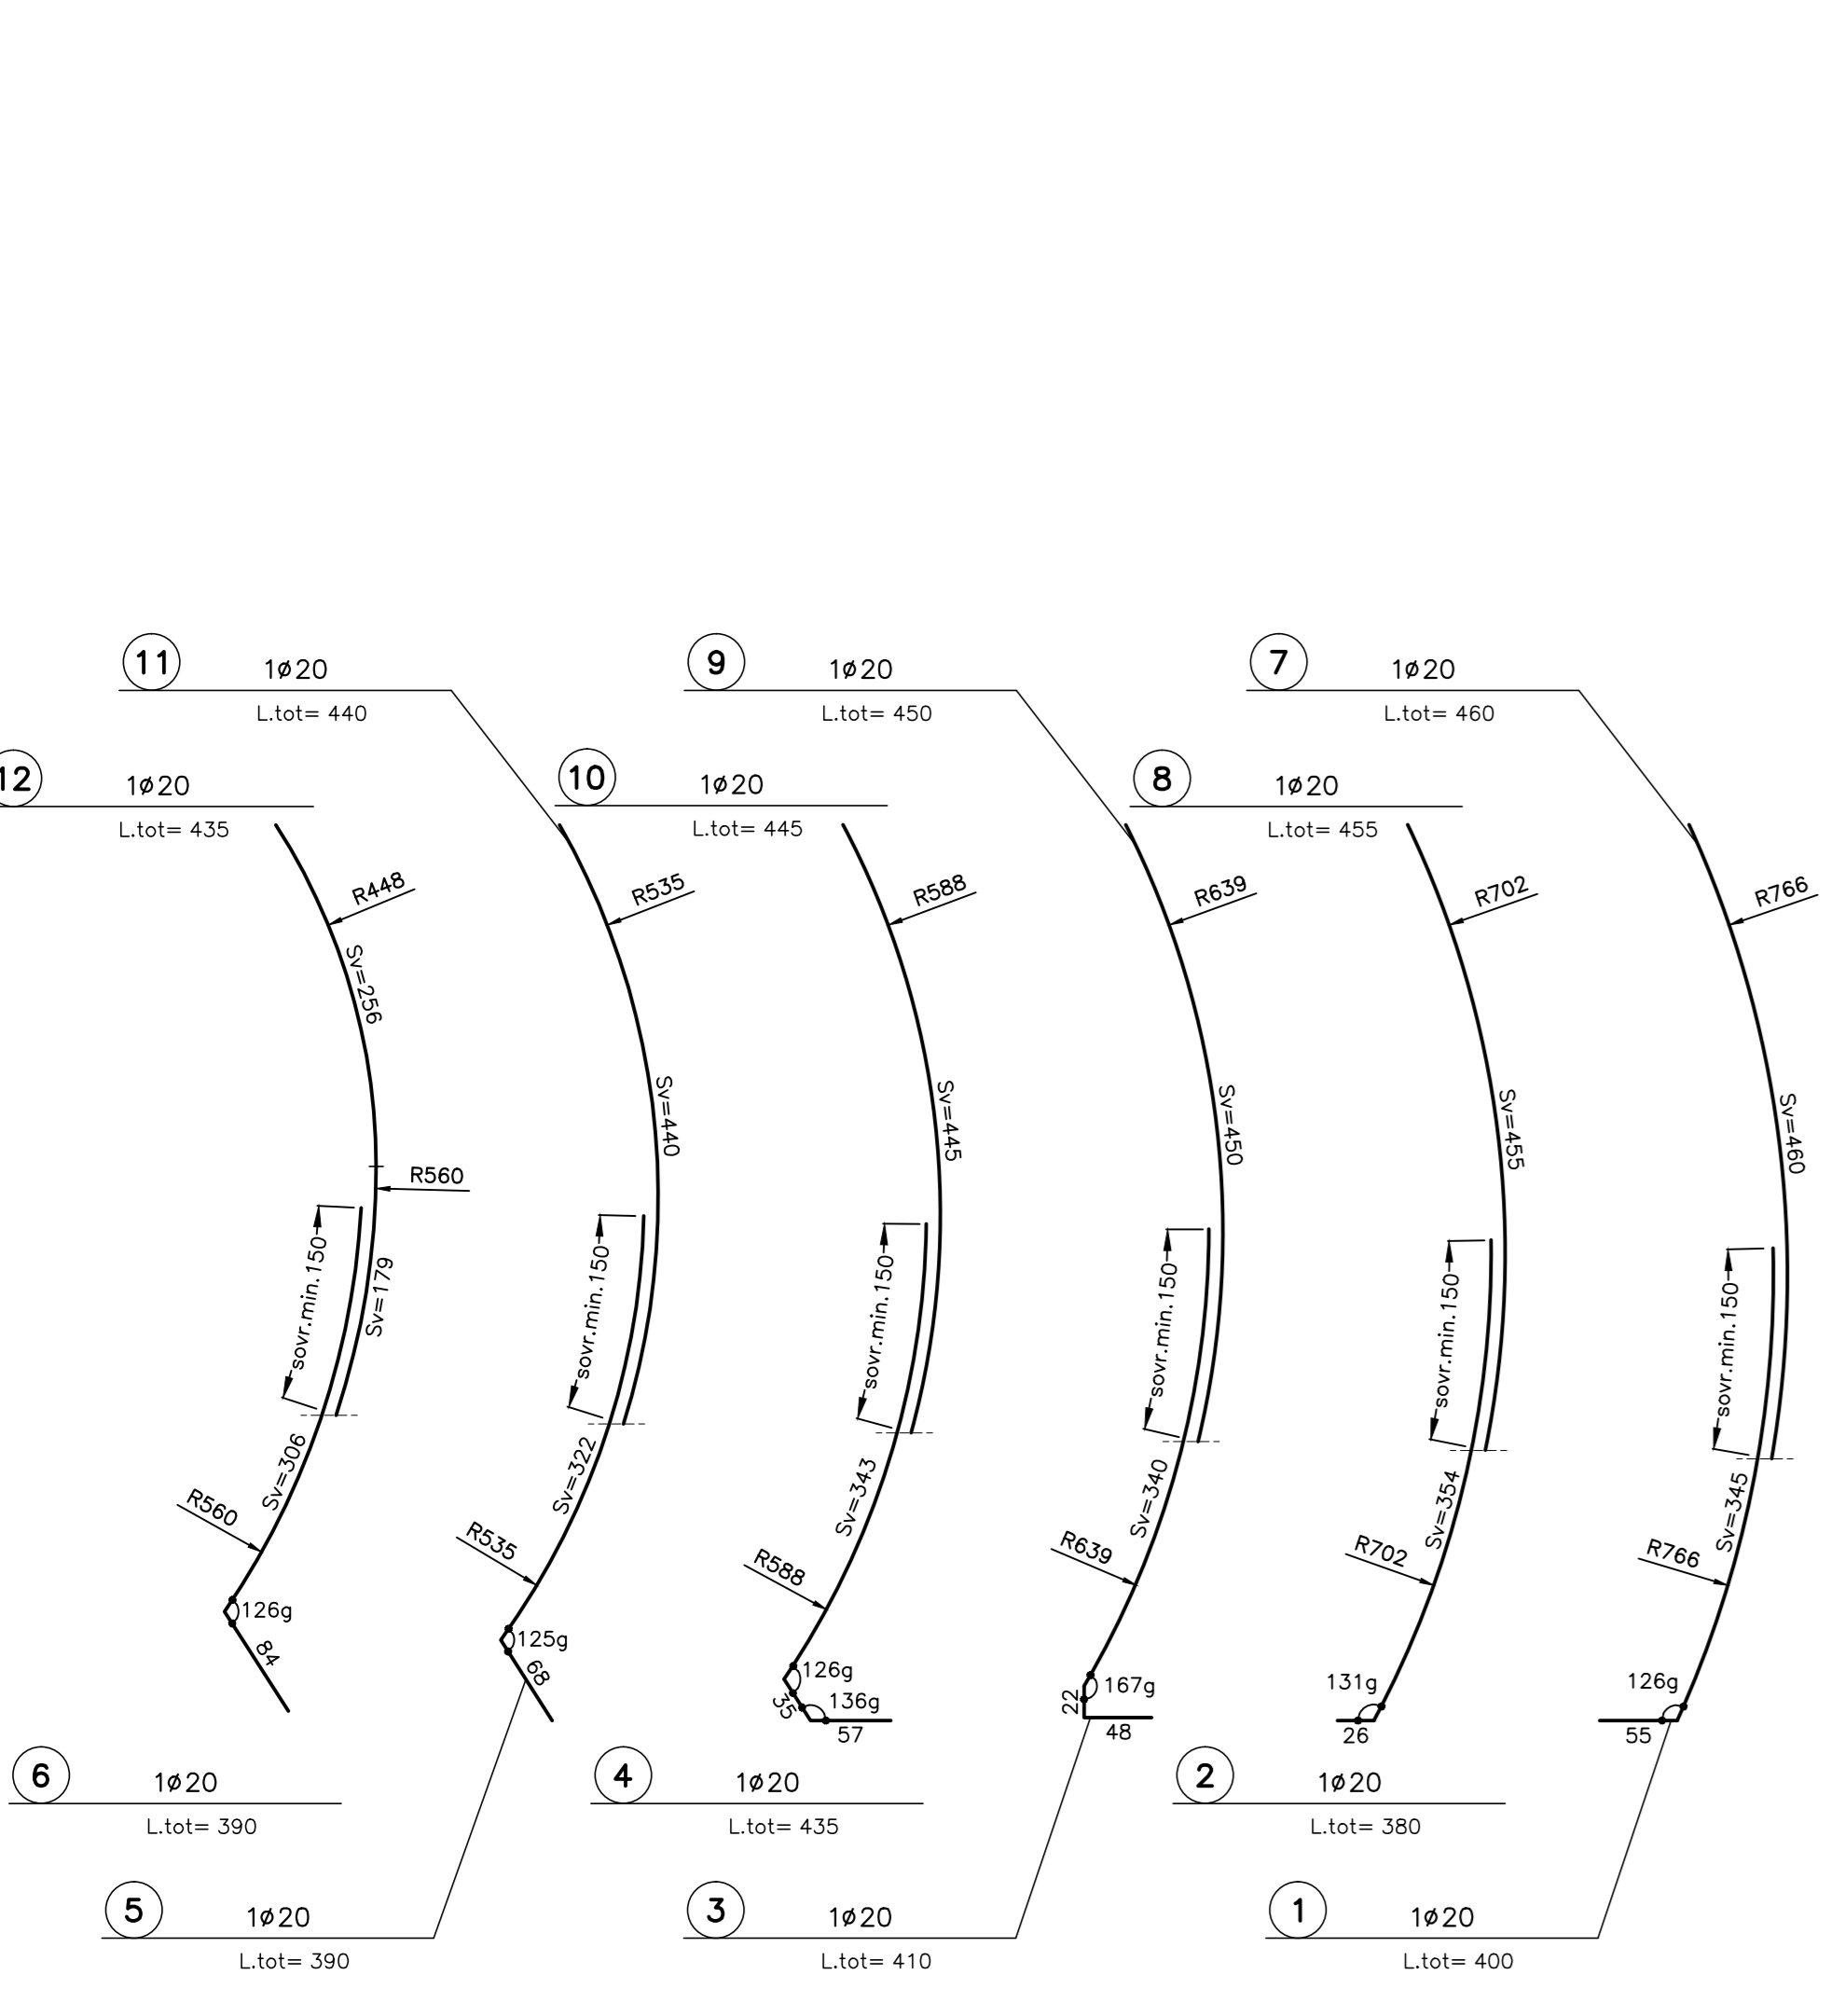 11 1ø20
L.tot= 440
9 1ø20
L.tot= 450
7 1ø20
L.tot= 460
12 1ø20
L.tot= 435
10 1ø20
L.tot= 445
8 1ø20
L.tot= 455
R448
R535
R588
R639
R702
R766
Sv=256
Sv=440
Sv=445
Sv=450
Sv=455
Sv=460
R560
sovr.min.150
Sv=179
sovr.min.150
sovr.min.150
sovr.min.150
sovr.min.150
sovr.min.150
Sv=306
Sv=322
Sv=343
Sv=340
Sv=354
Sv=345
R560
R535
R588
R639
R702
R766
126g
84
125g
68
126g
35
136g
57
167g
22
48
131g
26
126g
55
6 1ø20
L.tot= 390
4 1ø20
L.tot= 435
2 1ø20
L.tot= 380
5 1ø20
L.tot= 390
3 1ø20
L.tot= 410
1 1ø20
L.tot= 400